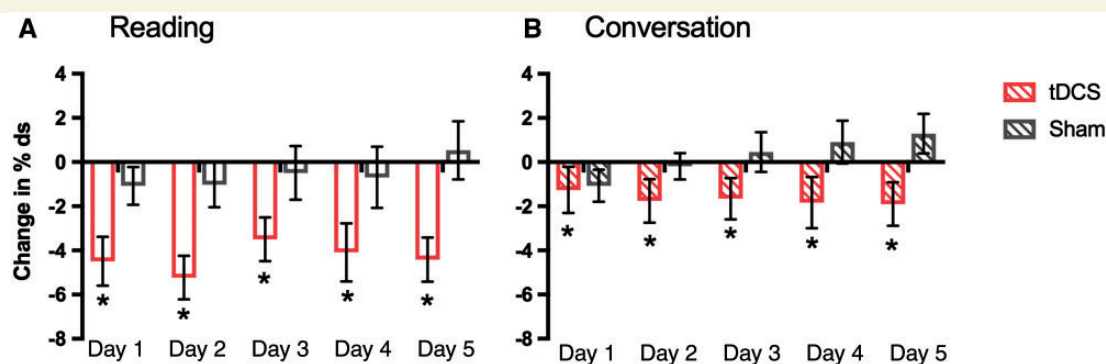 A Reading
B Conversation
Change in % ds
4
2
0
-2
-4
-6
-8
* * * * *
Day 1 Day 2 Day 3 Day 4 Day 5
4
2
0
-2
-4
-6
-8
* * * * *
Day 1 Day 2 Day 3 Day 4 Day 5
tDCS
Sham